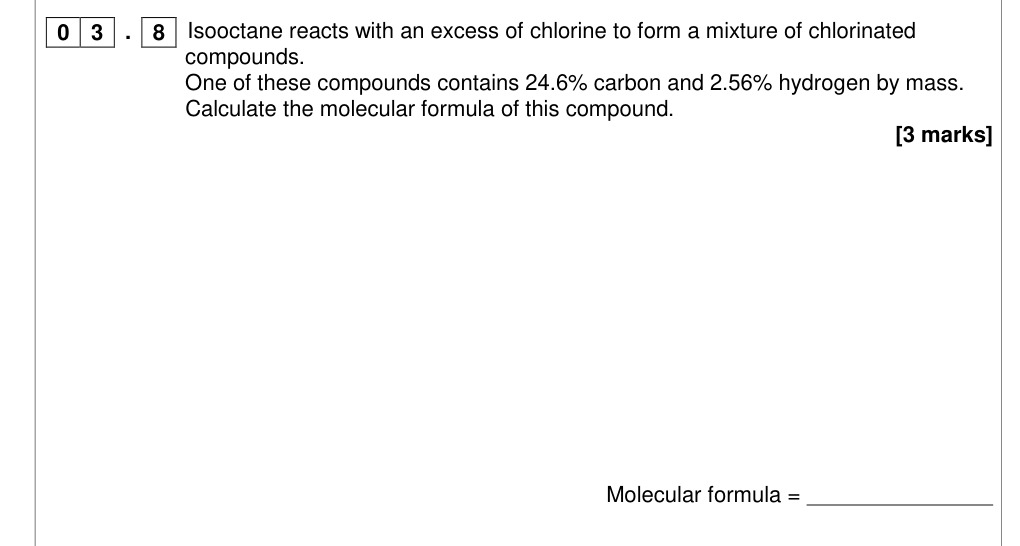 0 3 . 8 Isooctane reacts with an excess of chlorine to form a mixture of chlorinated
compounds.
One of these compounds contains 24.6% carbon and 2.56% hydrogen by mass.
Calculate the molecular formula of this compound.
[3 marks]
Molecular formula = ________________